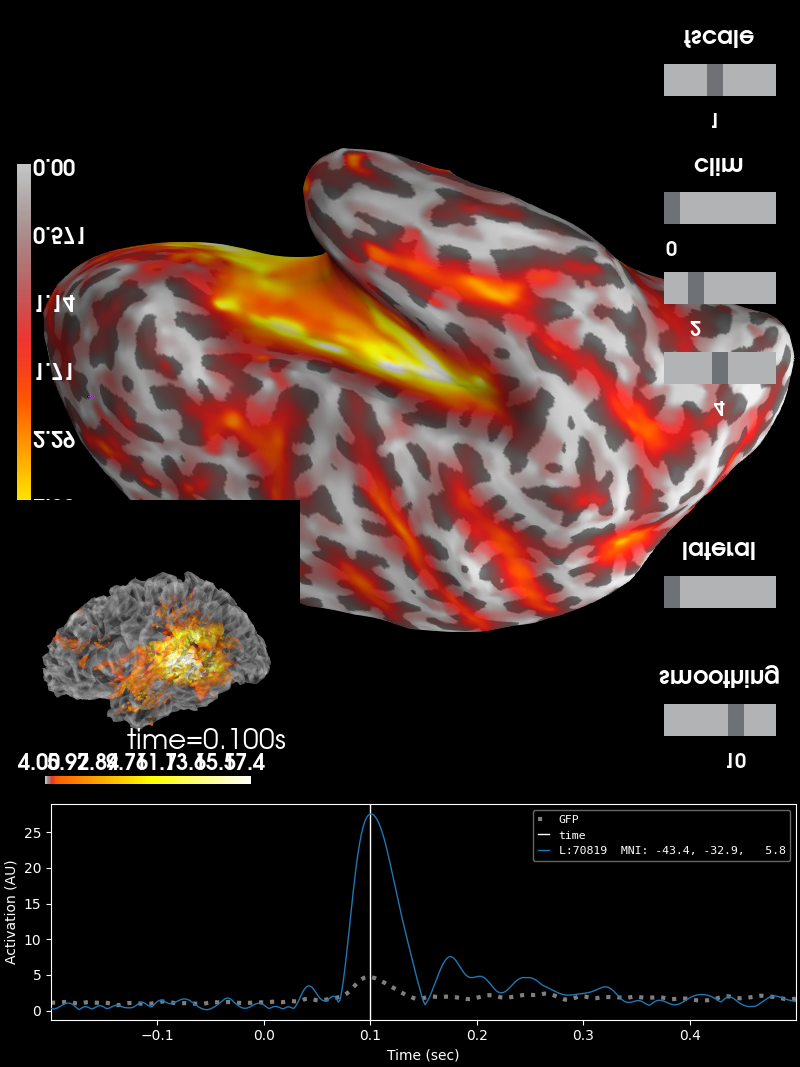 fscale
1
clim
0
2
4
lateral
smoothing
10
0.00
0.571
1.14
1.71
2.29
time=0.100s
Activation (AU)
25
20
15
10
5
0
GFP
time
L:70819 MNI: -43.4, -32.9, 5.8
−0.1
0.0
0.1
0.2
0.3
0.4
Time (sec)